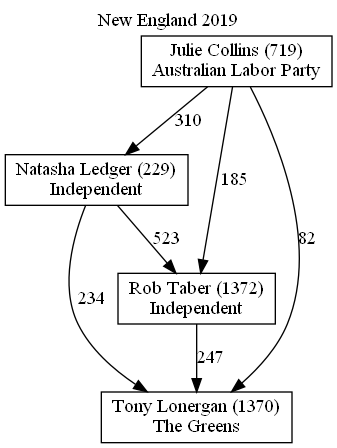 New England 2019
Julie Collins (719)
Australian Labor Party
310
Natasha Ledger (229)
Independent
185
82
523
234
Rob Taber (1372)
Independent
247
Tony Lonergan (1370)
The Greens